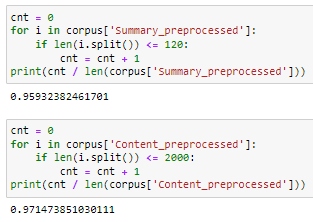 cnt = 0
for i in corpus['Summary_preprocessed']:
    if len(i.split()) <= 120:
        cnt = cnt + 1
print(cnt / len(corpus['Summary_preprocessed']))
0.95932382461701
cnt = 0
for i in corpus['Content_preprocessed']:
    if len(i.split()) <= 2000:
        cnt = cnt + 1
print(cnt / len(corpus['Content_preprocessed']))
0.971473851030111